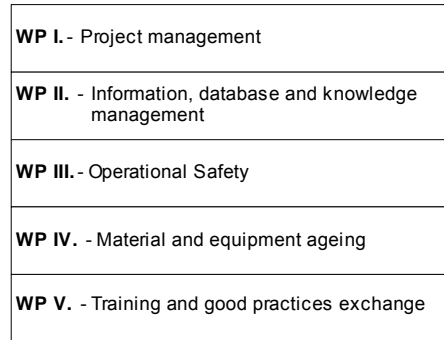 WP I. - Project management
WP II. - Information, database and knowledge
management
WP III. - Operational Safety
WP IV. - Material and equipment ageing
WP V. - Training and good practices exchange